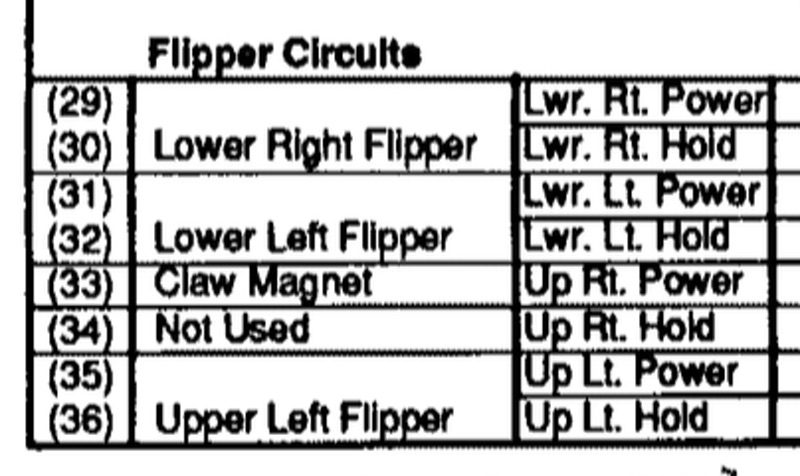 Flipper Circuits
(29) Lwr. Rt. Power
(30) Lower Right Flipper Lwr. Rt. Hold
(31) Lwr. Lt. Power
(32) Lower Left Flipper Lwr. Lt. Hold
(33) Claw Magnet Up Rt. Power
(34) Not Used Up Rt. Hold
(35) Up Lt. Power
(36) Upper Left Flipper Up Lt. Hold